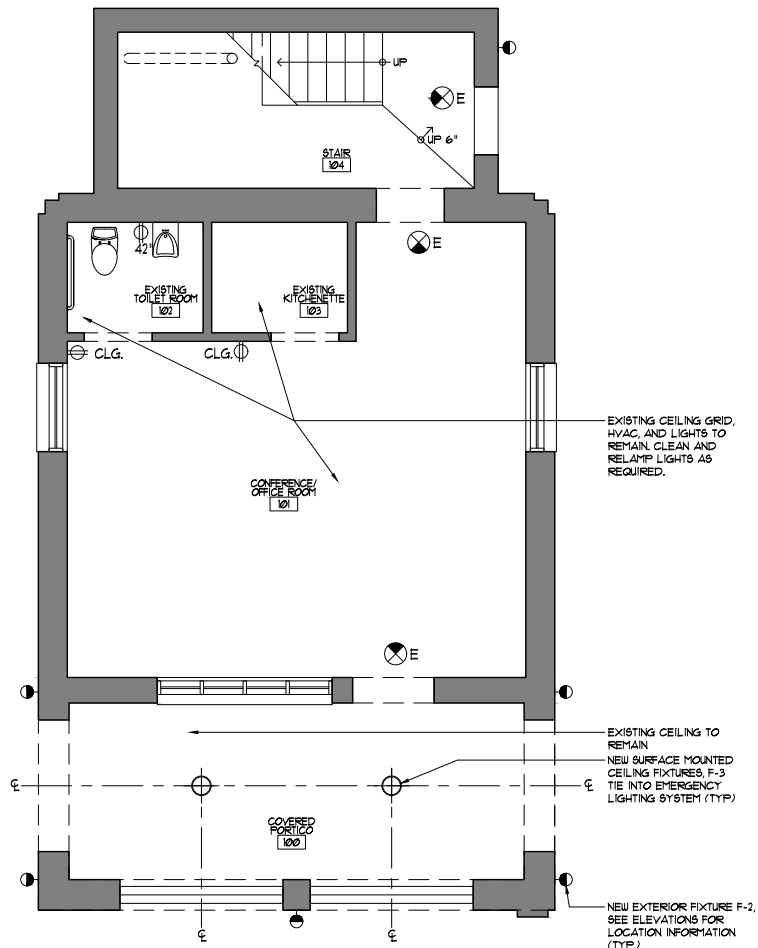 UP
E
UP 6"
STAIR
104
E
42"
EXISTING
TOILET ROOM
102
EXISTING
KITCHENETTE
103
CLG.
CLG.
EXISTING CEILING GRID,
HVAC, AND LIGHTS TO
REMAIN. CLEAN AND
RELAMP LIGHTS AS
REQUIRED.
CONFERENCE/
OFFICE ROOM
101
E
EXISTING CEILING TO
REMAIN
NEW SURFACE MOUNTED
CEILING FIXTURES, F-3
TIE INTO EMERGENCY
LIGHTING SYSTEM (TYP)
℄
℄
COVERED
PORTICO
100
NEW EXTERIOR FIXTURE F-2,
SEE ELEVATIONS FOR
LOCATION INFORMATION
(TYP.)
℄
℄